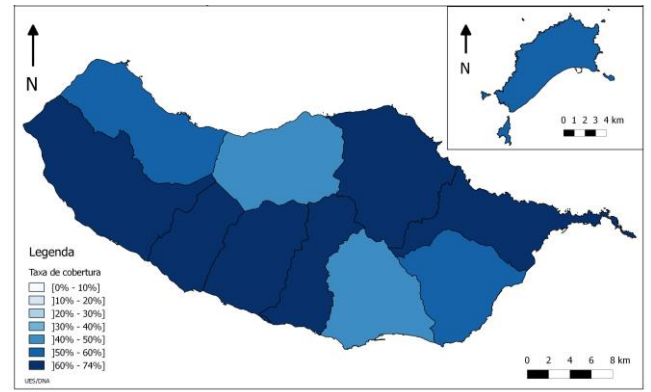 N
N
0 1 2 3 4 km
Legenda
Taxa de cobertura
[0% - 10%]
]10% - 20%]
]20% - 30%]
]30% - 40%]
]40% - 50%]
]50% - 60%]
]60% - 74%]
UES/DNA
0 2 4 6 8 km